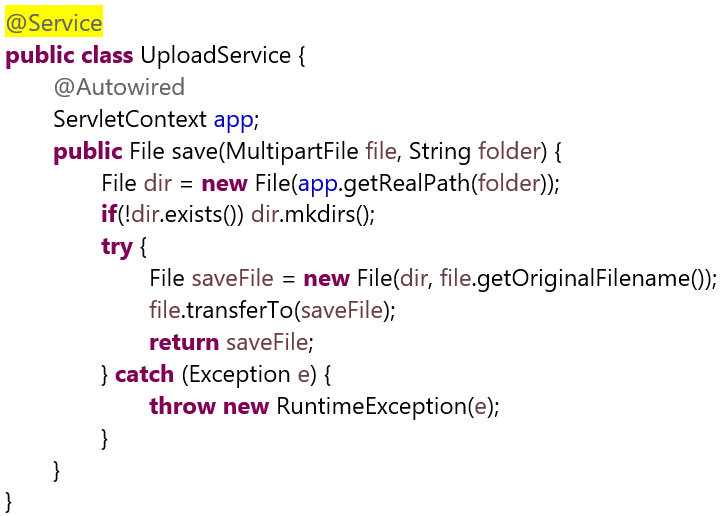 @Service
public class UploadService {
    @Autowired
    ServletContext app;
    public File save(MultipartFile file, String folder) {
        File dir = new File(app.getRealPath(folder));
        if(!dir.exists()) dir.mkdirs();
        try {
            File saveFile = new File(dir, file.getOriginalFilename());
            file.transferTo(saveFile);
            return saveFile;
        } catch (Exception e) {
            throw new RuntimeException(e);
        }
    }
}